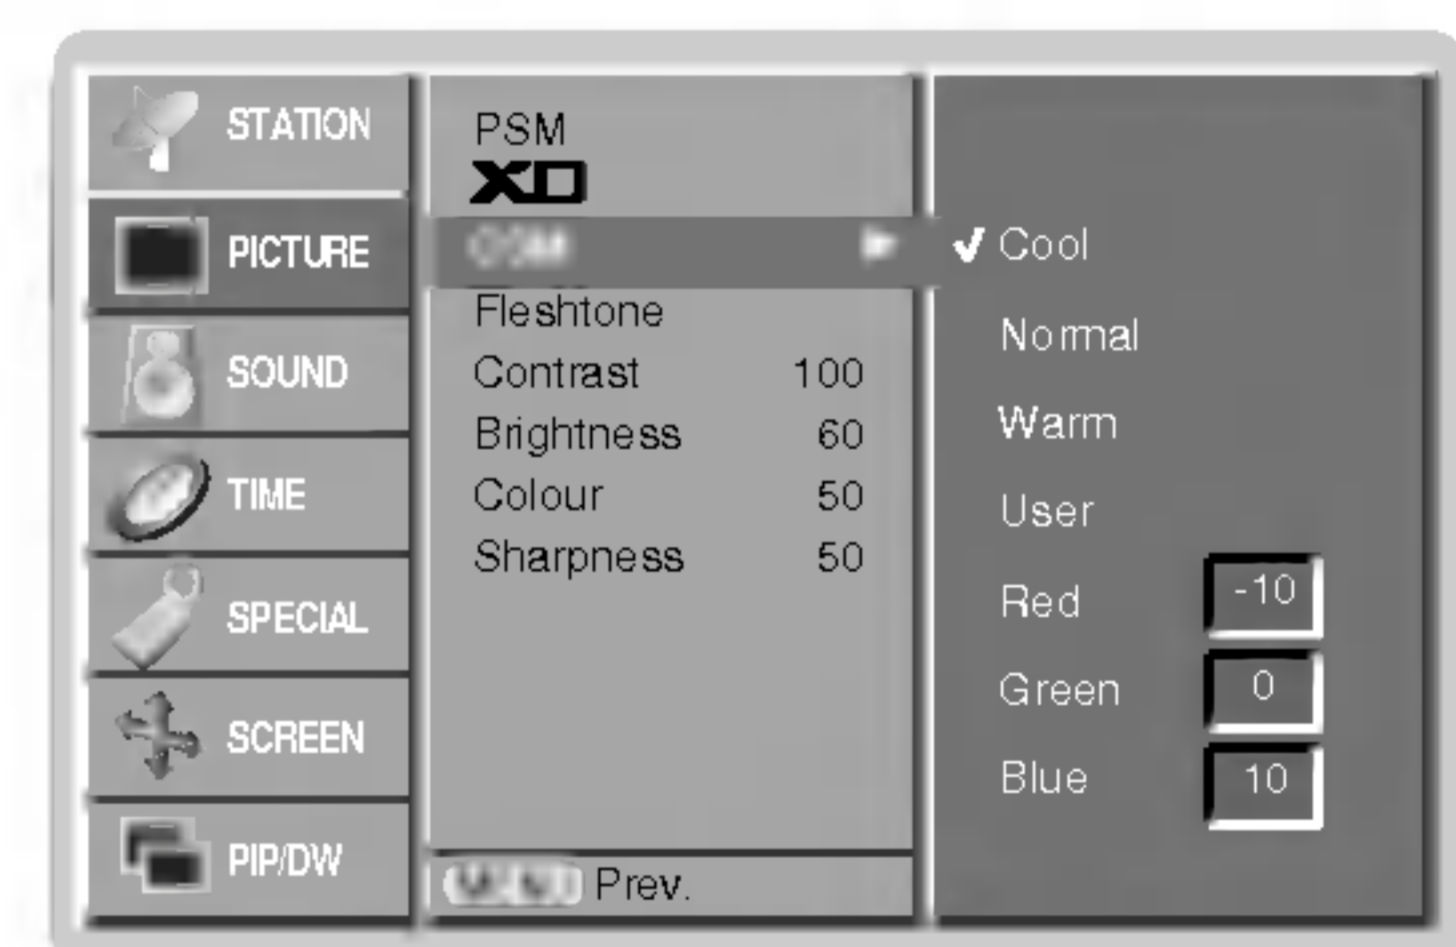 STATION
PICTURE
SOUND
TIME
SPECIAL
SCREEN
PIP/DW
PSM
XD
Fleshtone
Contrast 100
Brightness 60
Colour 50
Sharpness 50
Prev.
✓ Cool
Normal
Warm
User
Red -10
Green 0
Blue 10